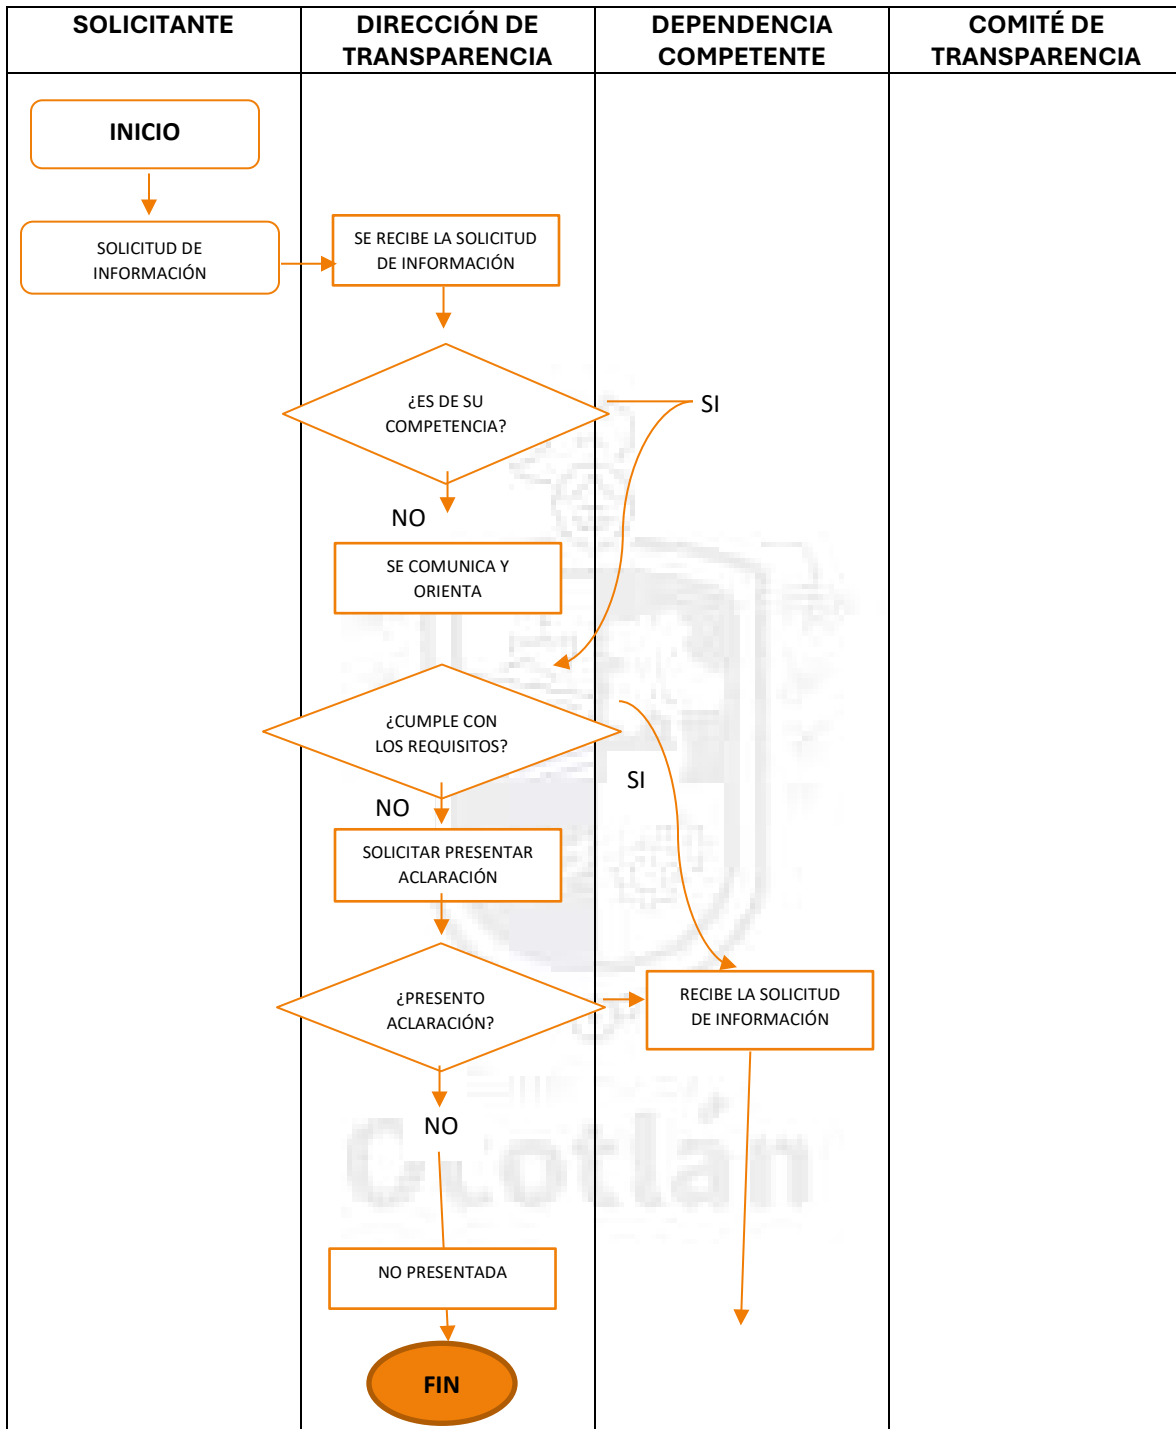 SOLICITANTE
DIRECCIÓN DE
TRANSPARENCIA
DEPENDENCIA
COMPETENTE
COMITÉ DE
TRANSPARENCIA
INICIO
SOLICITUD DE
INFORMACIÓN
SE RECIBE LA SOLICITUD
DE INFORMACIÓN
¿ES DE SU
COMPETENCIA?
SI
NO
SE COMUNICA Y
ORIENTA
¿CUMPLE CON
LOS REQUISITOS?
SI
NO
SOLICITAR PRESENTAR
ACLARACIÓN
¿PRESENTO
ACLARACIÓN?
RECIBE LA SOLICITUD
DE INFORMACIÓN
NO
Ocotlán
NO PRESENTADA
FIN